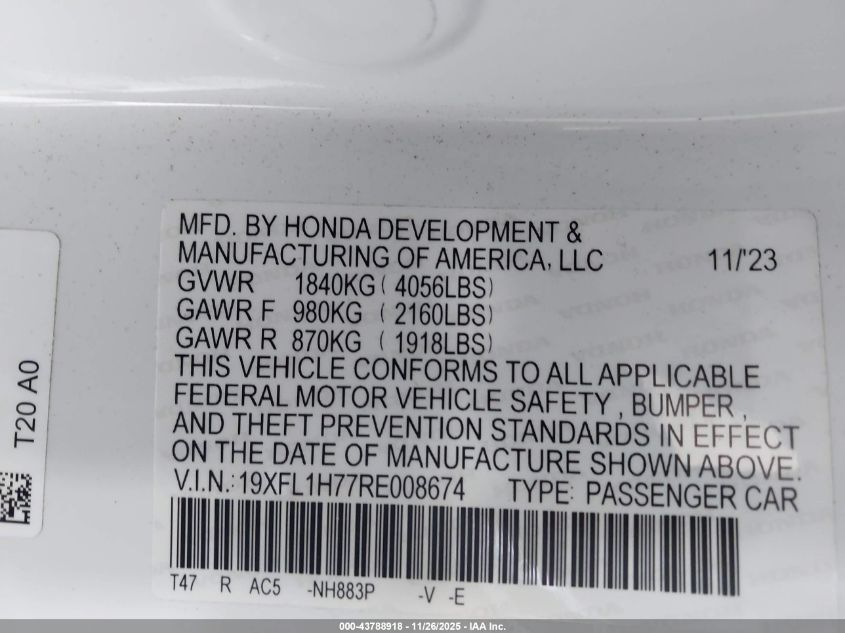 MFD. BY HONDA DEVELOPMENT &
MANUFACTURING OF AMERICA, LLC 11/'23
GVWR 1840KG ( 4056LBS)
GAWR F 980KG ( 2160LBS)
GAWR R 870KG ( 1918LBS)
THIS VEHICLE CONFORMS TO ALL APPLICABLE
FEDERAL MOTOR VEHICLE SAFETY , BUMPER ,
AND THEFT PREVENTION STANDARDS IN EFFECT
ON THE DATE OF MANUFACTURE SHOWN ABOVE.
V.I.N.: 19XFL1H77RE008674 TYPE: PASSENGER CAR
T47 R AC5 -NH883P -V -E
T20 A0
000-43788918 - 11/26/2025 - IAA Inc.